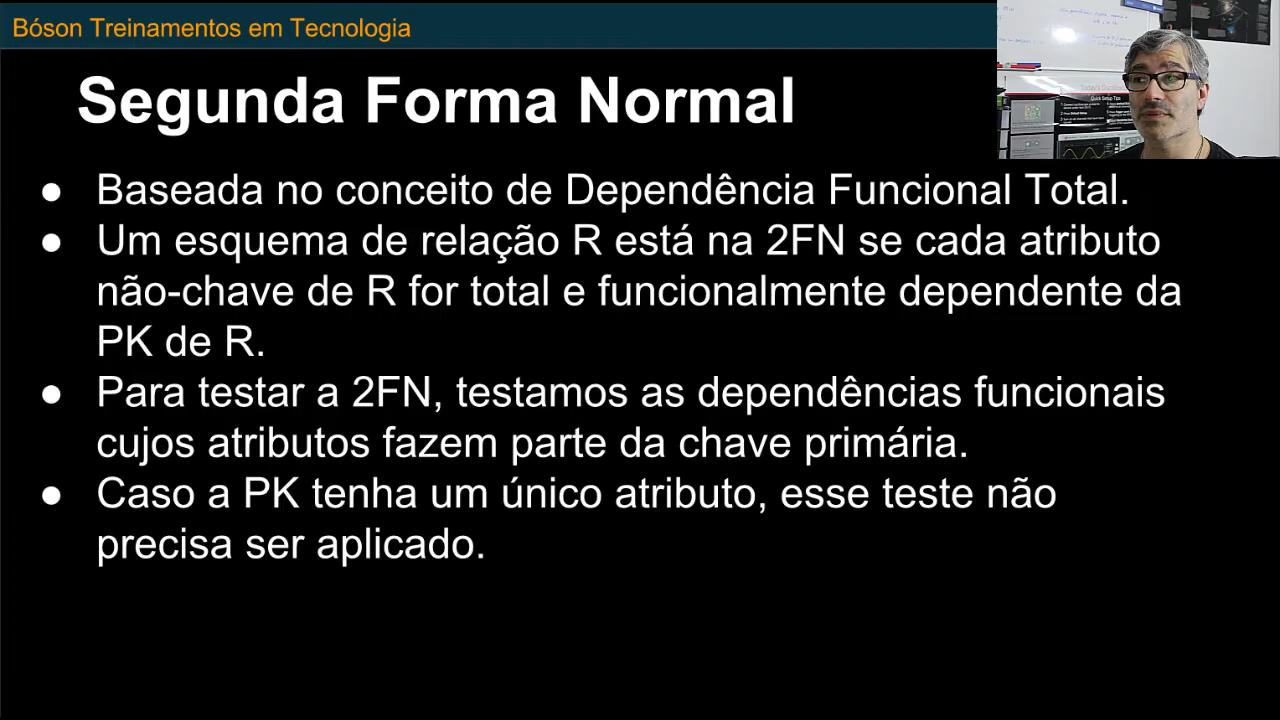 Bóson Treinamentos em Tecnologia
Segunda Forma Normal
● Baseada no conceito de Dependência Funcional Total.
● Um esquema de relação R está na 2FN se cada atributo
não-chave de R for total e funcionalmente dependente da
PK de R.
● Para testar a 2FN, testamos as dependências funcionais
cujos atributos fazem parte da chave primária.
● Caso a PK tenha um único atributo, esse teste não
precisa ser aplicado.
Quick Setup Tips